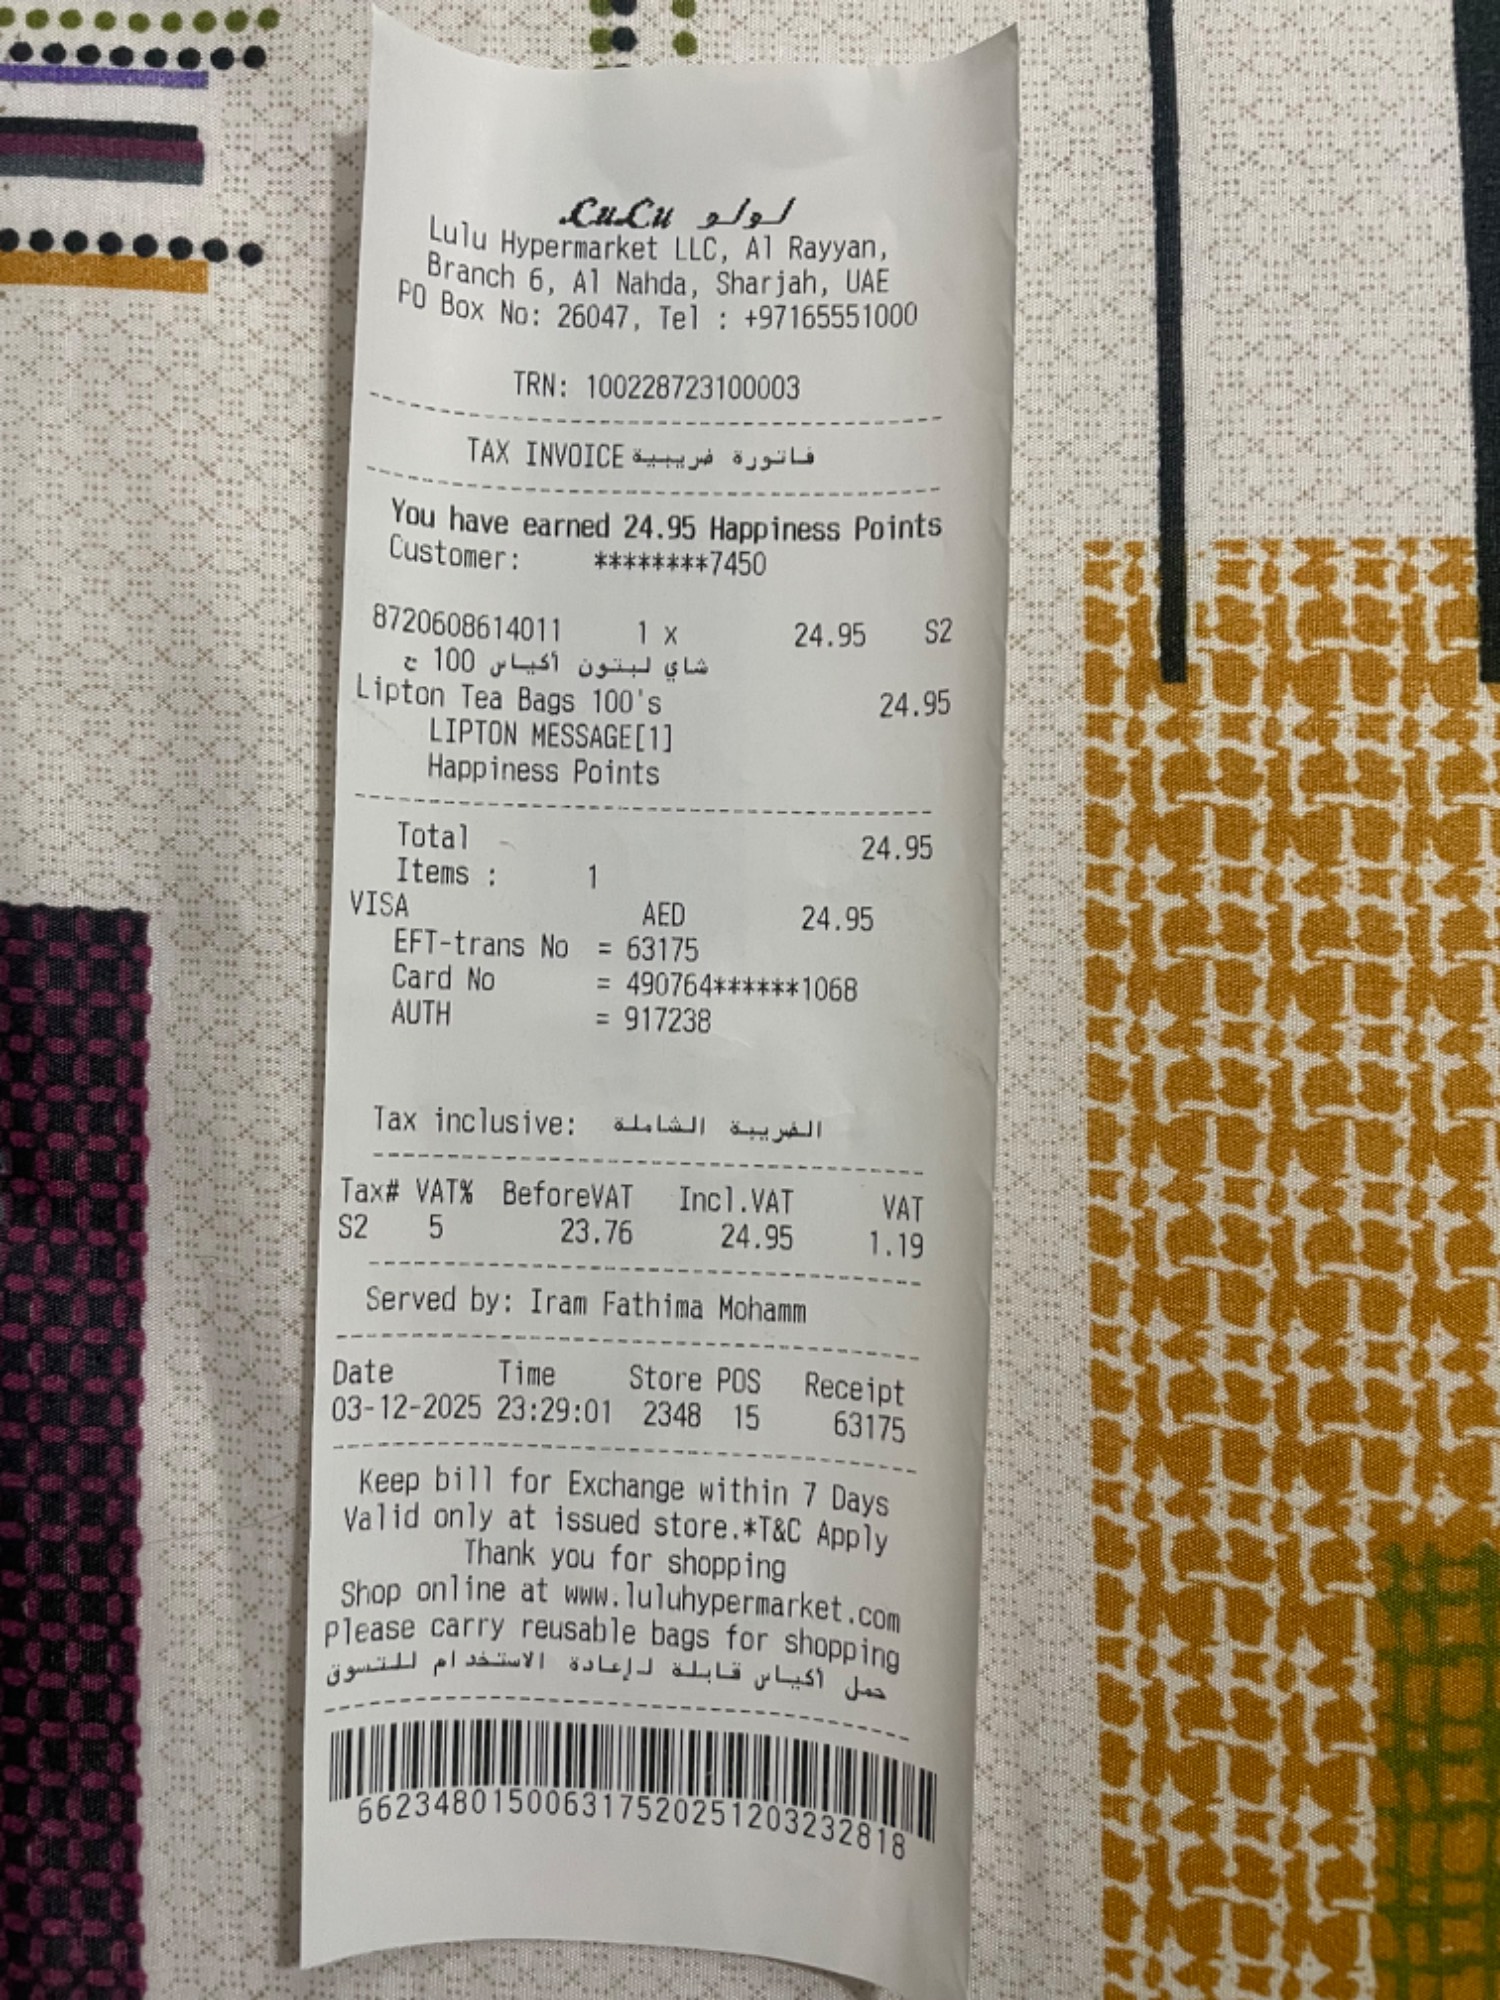 LuLu لولو
Lulu Hypermarket LLC, Al Rayyan,
Branch 6, Al Nahda, Sharjah, UAE
PO Box No: 26047, Tel : +97165551000
TRN: 100228723100003
TAX INVOICE فاتورة ضريبية
You have earned 24.95 Happiness Points
Customer: ********7450
8720608614011 1 x 24.95 S2
شاي لبتون أكياس 100 ح
Lipton Tea Bags 100's 24.95
LIPTON MESSAGE[1]
Happiness Points
Total 24.95
Items : 1
VISA AED 24.95
EFT-trans No = 63175
Card No = 490764******1068
AUTH = 917238
Tax inclusive: الضريبة الشاملة
Tax# VAT% BeforeVAT Incl.VAT VAT
S2 5 23.76 24.95 1.19
Served by: Iram Fathima Mohamm
Date Time Store POS Receipt
03-12-2025 23:29:01 2348 15 63175
Keep bill for Exchange within 7 Days
Valid only at issued store.*T&C Apply
Thank you for shopping
Shop online at www.luluhypermarket.com
Please carry reusable bags for shopping
حمل أكياس قابلة لإعادة الاستخدام للتسوق
66234801500631752025120323​2818